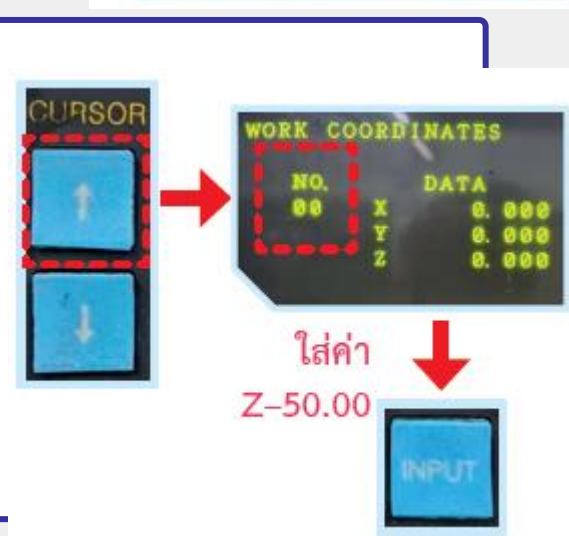 CURSOR
↑
↓
WORK COORDINATES
NO. DATA
00 X 0.000
Y 0.000
Z 0.000
ใส่ค่า
Z–50.00
INPUT